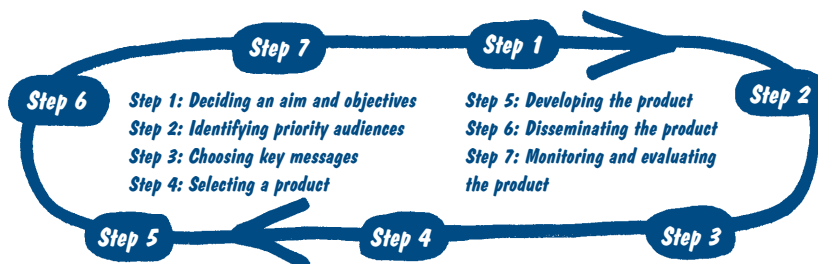 Step 7
Step 1
Step 6
Step 2
Step 1: Deciding an aim and objectives
Step 2: Identifying priority audiences
Step 3: Choosing key messages
Step 4: Selecting a product
Step 5: Developing the product
Step 6: Disseminating the product
Step 7: Monitoring and evaluating
the product
Step 5
Step 4
Step 3